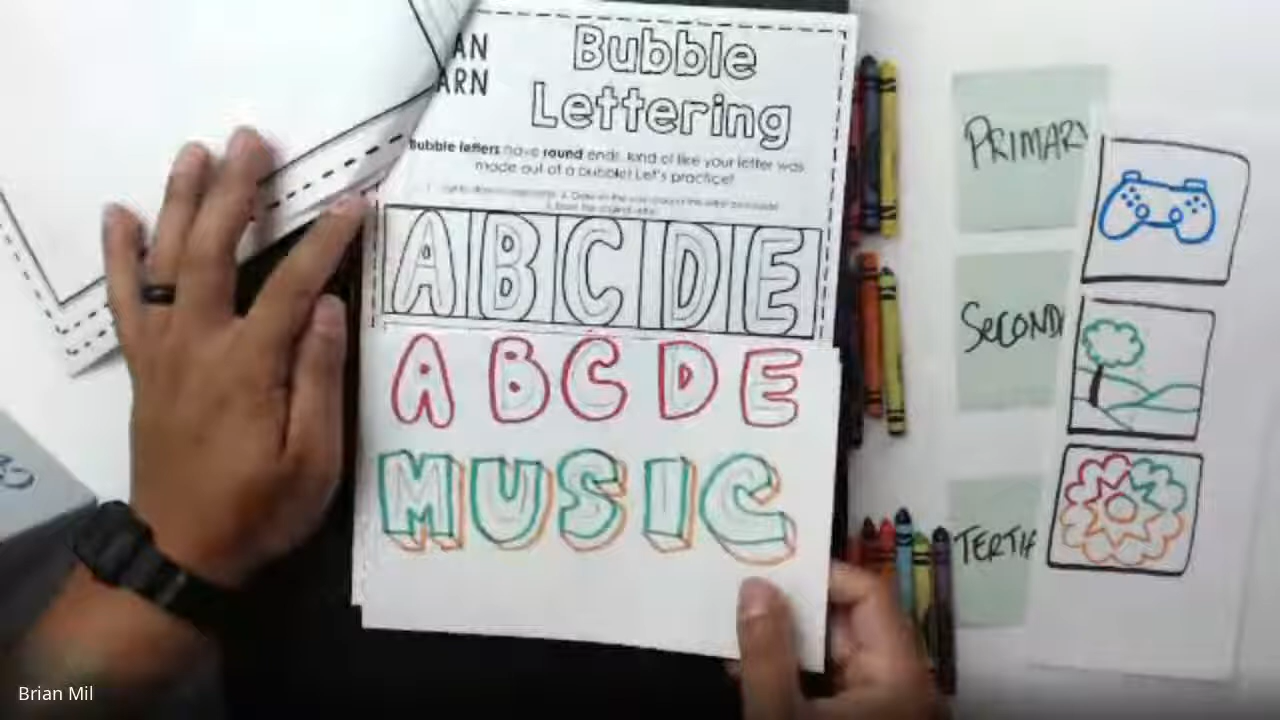 AN
ARN
Bubble
Lettering
Bubble letters have round ends, kind of like your letter was
made out of a bubble! Let's practice!
A B C D E
A B C D E
MUSIC
PRIMARY
SECOND
TERTIA
Brian Mil